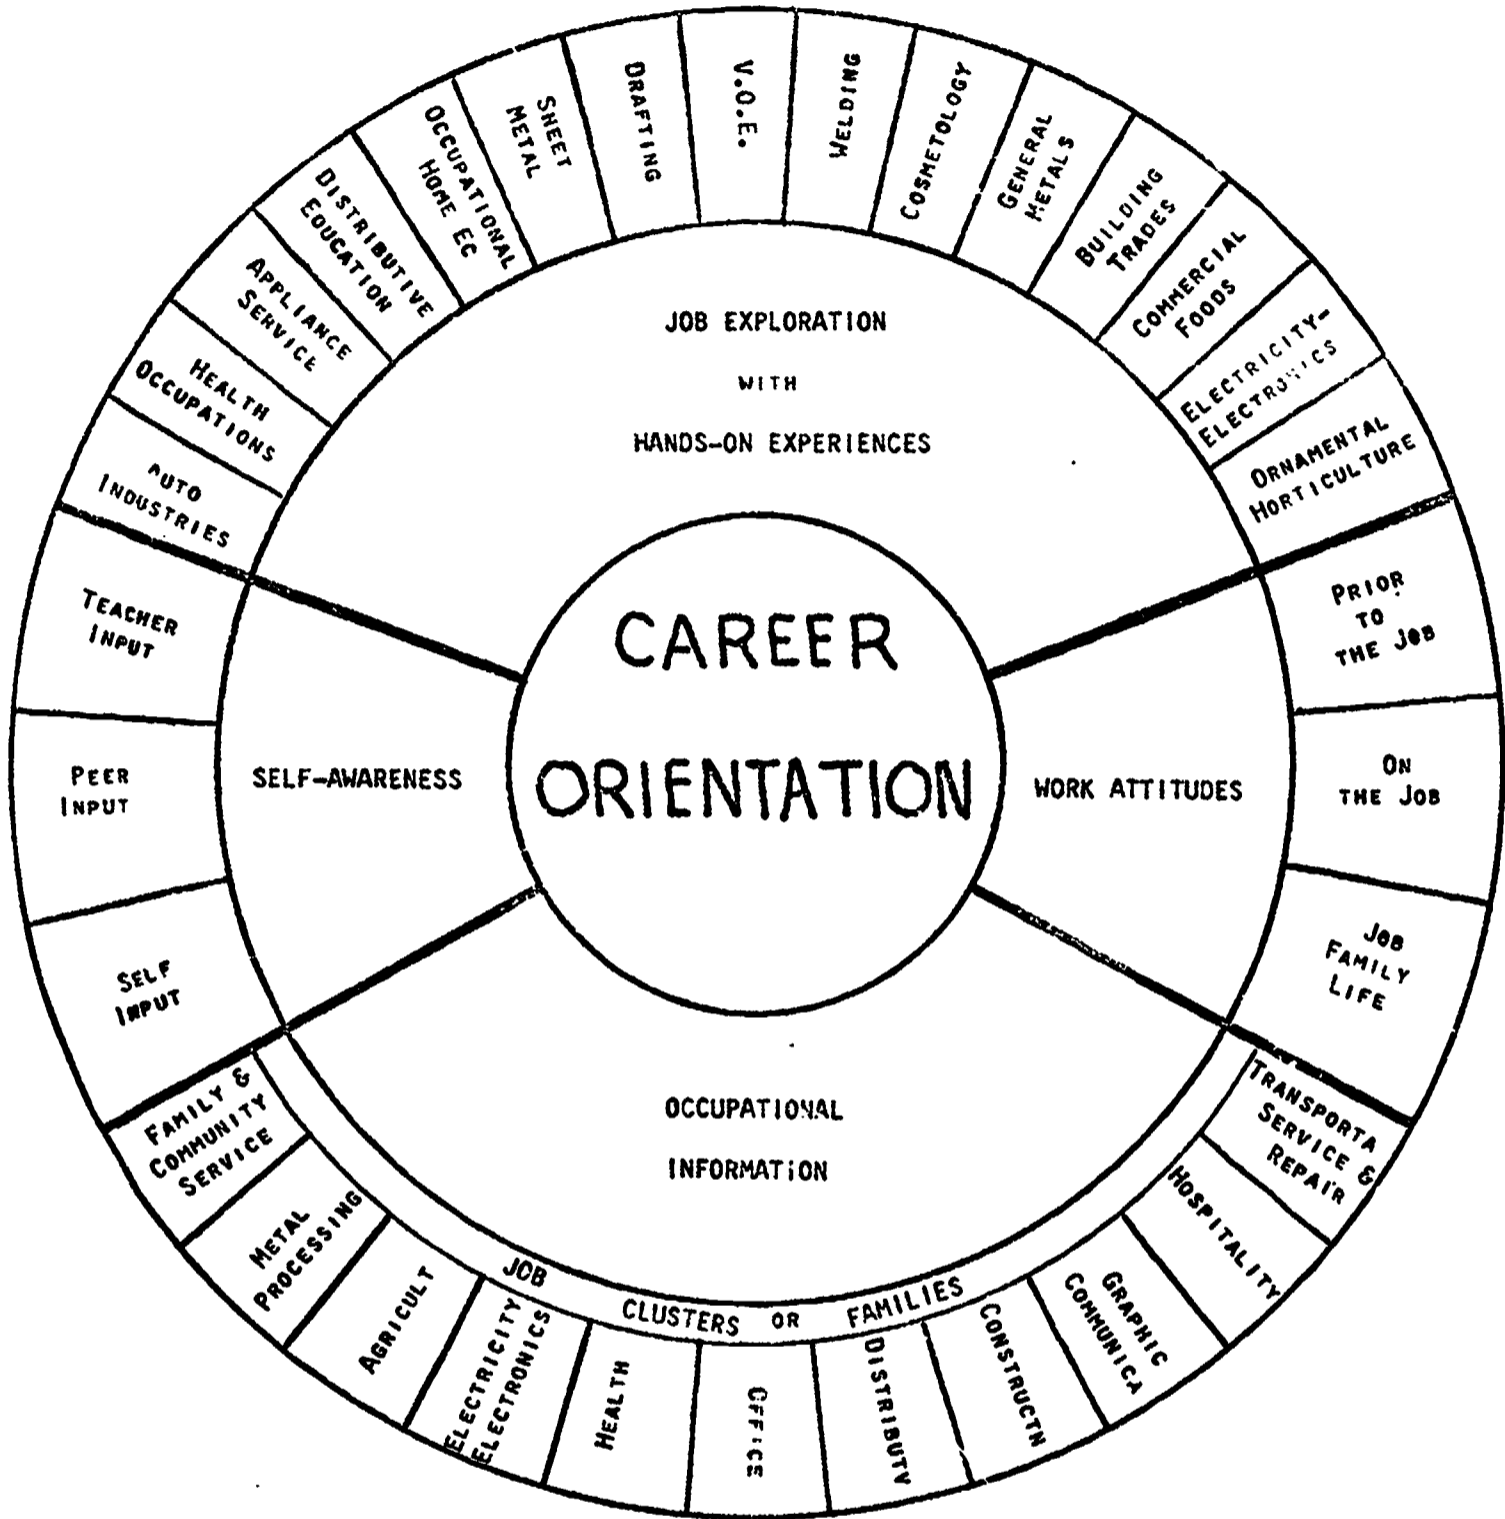 CAREER
ORIENTATION
JOB EXPLORATION
WITH
HANDS-ON EXPERIENCES
AUTO
INDUSTRIES
HEALTH
OCCUPATIONS
APPLIANCE
SERVICE
DISTRIBUTIVE
EDUCATION
OCCUPATIONAL
HOME EC
SHEET
METAL
DRAFTING
V.O.E.
WELDING
COSMETOLOGY
GENERAL
METALS
BUILDING
TRADES
COMMERCIAL
FOODS
ELECTRICITY-
ELECTRONICS
ORNAMENTAL
HORTICULTURE
WORK ATTITUDES
PRIOR
TO
THE JOB
ON
THE JOB
JOB
FAMILY
LIFE
OCCUPATIONAL
INFORMATION
JOB CLUSTERS OR FAMILIES
TRANSPORTA
SERVICE &
REPAIR
HOSPITALITY
GRAPHIC
COMMUNICA
CONSTRUCTN
DISTRIBUTV
OFFICE
HEALTH
ELECTRICITY
ELECTRONICS
AGRICULT
METAL
PROCESSING
FAMILY &
COMMUNITY
SERVICE
SELF-AWARENESS
SELF
INPUT
PEER
INPUT
TEACHER
INPUT